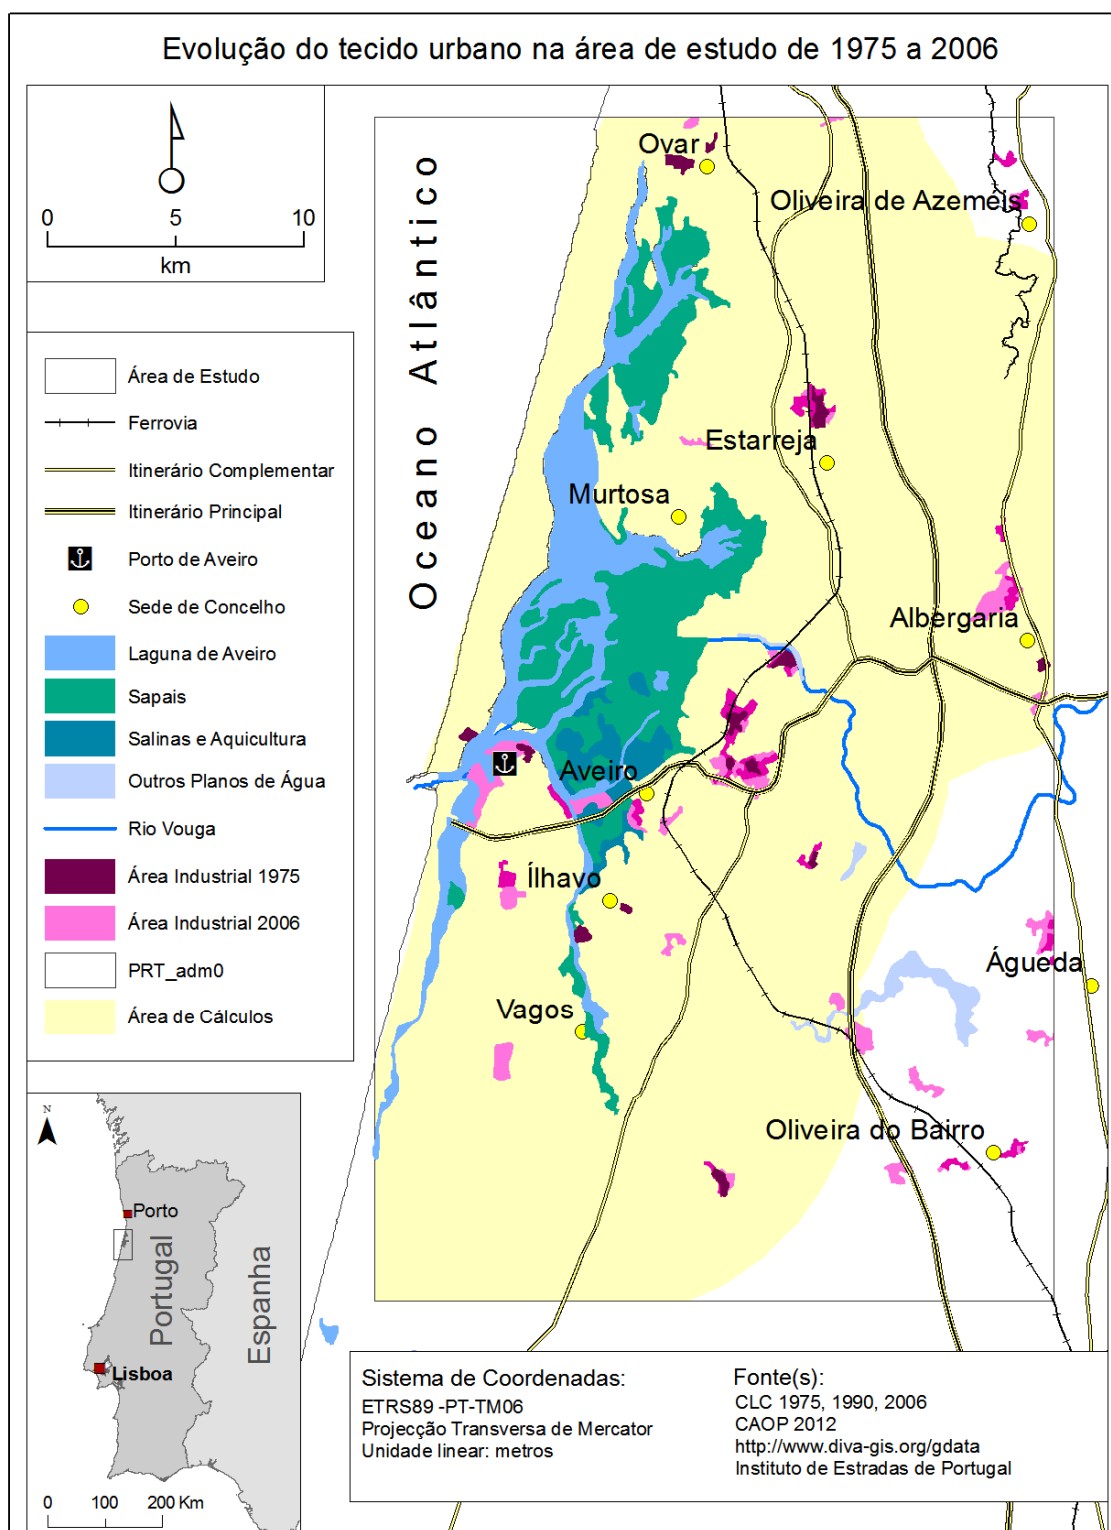 Evolução do tecido urbano na área de estudo de 1975 a 2006
0 5 10
km
Área de Estudo
Ferrovia
Itinerário Complementar
Itinerário Principal
Porto de Aveiro
Sede de Concelho
Laguna de Aveiro
Sapais
Salinas e Aquicultura
Outros Planos de Água
Rio Vouga
Área Industrial 1975
Área Industrial 2006
PRT_adm0
Área de Cálculos
Oceano Atlântico
Ovar
Oliveira de Azeméis
Estarreja
Murtosa
Albergaria
Aveiro
Ílhavo
Águeda
Vagos
Oliveira do Bairro
N
Porto
Portugal
Espanha
Lisboa
0 100 200 Km
Sistema de Coordenadas:
ETRS89 -PT-TM06
Projecção Transversa de Mercator
Unidade linear: metros
Fonte(s):
CLC 1975, 1990, 2006
CAOP 2012
http://www.diva-gis.org/gdata
Instituto de Estradas de Portugal